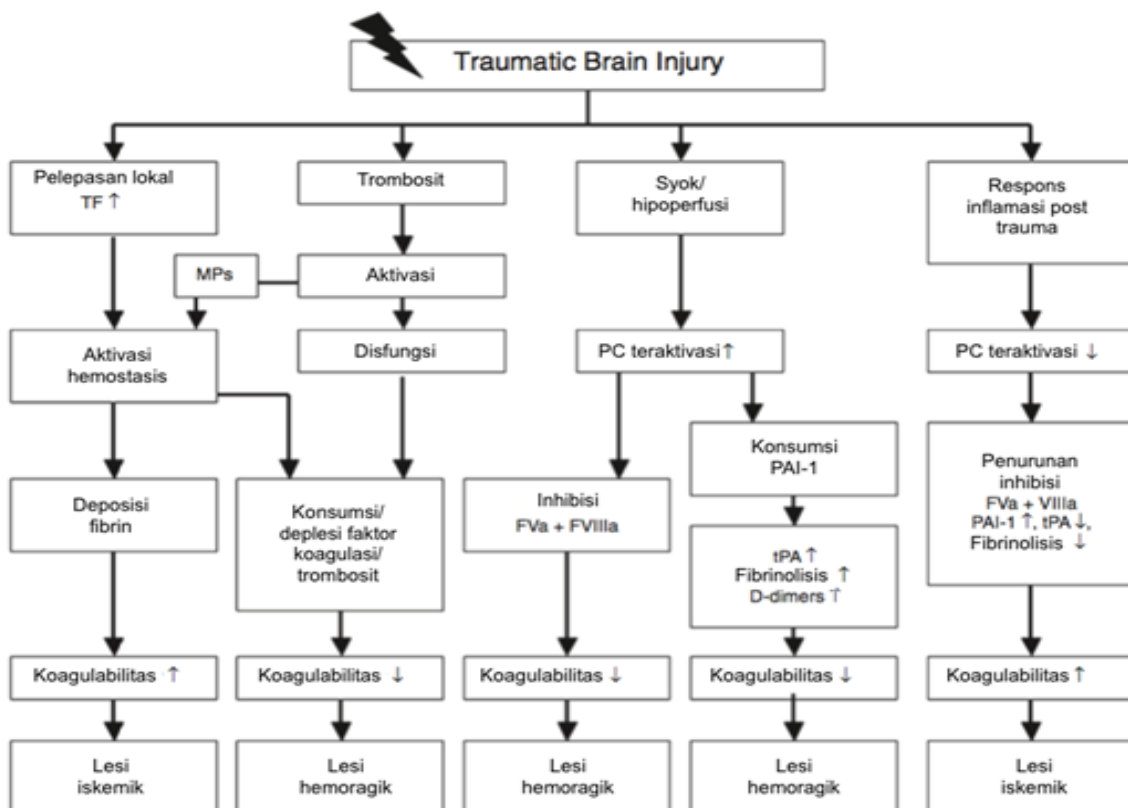 Traumatic Brain Injury
Pelepasan lokal
TF ↑
Trombosit
Syok/
hipoperfusi
Respons
inflamasi post
trauma
MPs
Aktivasi
Aktivasi
hemostasis
Disfungsi
PC teraktivasi ↑
PC teraktivasi ↓
Deposisi
fibrin
Konsumsi/
deplesi faktor
koagulasi/
trombosit
Inhibisi
FVa + FVIIIa
Konsumsi
PAI-1
tPA ↑
Fibrinolisis ↑
D-dimers ↑
Penurunan
inhibisi
FVa + VIIIa
PAI-1 ↑, tPA ↓,
Fibrinolisis ↓
Koagulabilitas ↑
Koagulabilitas ↓
Koagulabilitas ↓
Koagulabilitas ↓
Koagulabilitas ↑
Lesi
iskemik
Lesi
hemoragik
Lesi
hemoragik
Lesi
hemoragik
Lesi
iskemik